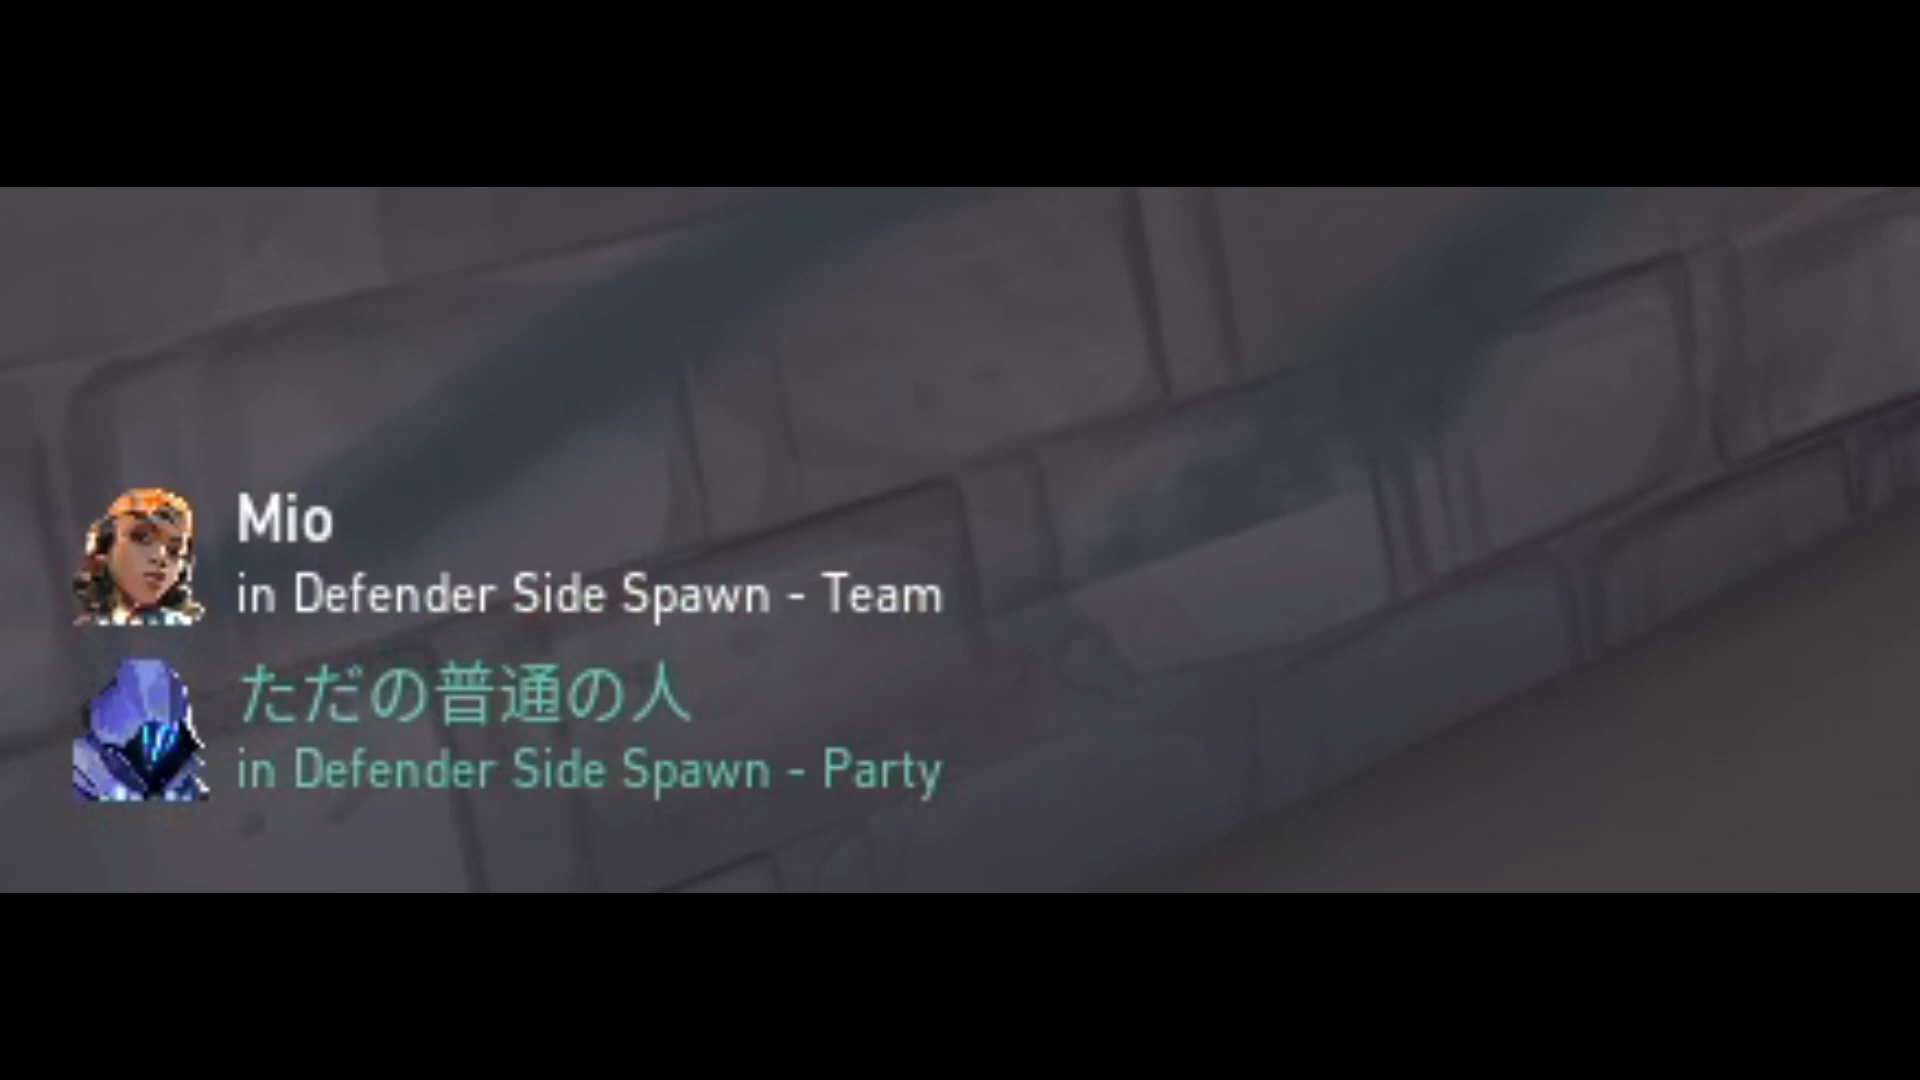 Mio
in Defender Side Spawn - Team
ただの普通の人
in Defender Side Spawn - Party